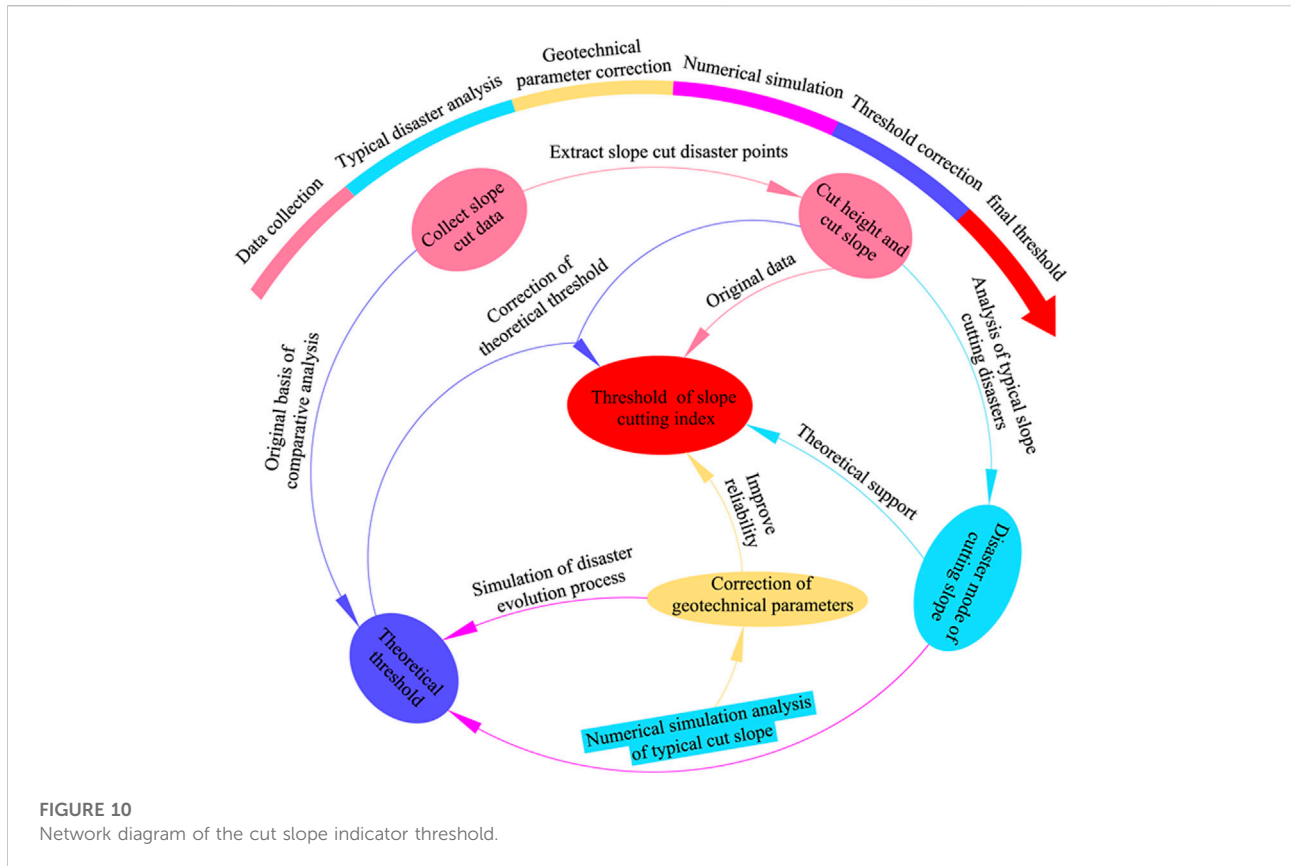 Geotechnical
parameter correction
Numerical simulation
Typical disaster analysis
Threshold correction
Data collection
final threshold
Extract slope cut disaster points
Collect slope
cut data
Cut height and
cut slope
Original data
Correction of
theoretical threshold
Analysis of typical slope
cutting disasters
Original basis of
comparative analysis
Threshold of slope
cutting index
Theoretical support
Improve
reliability
Disaster mode of
cutting slope
Simulation of disaster
evolution process
Correction of
geotechnical parameters
Theoretical
threshold
Numerical simulation analysis
of typical cut slope
FIGURE 10
Network diagram of the cut slope indicator threshold.